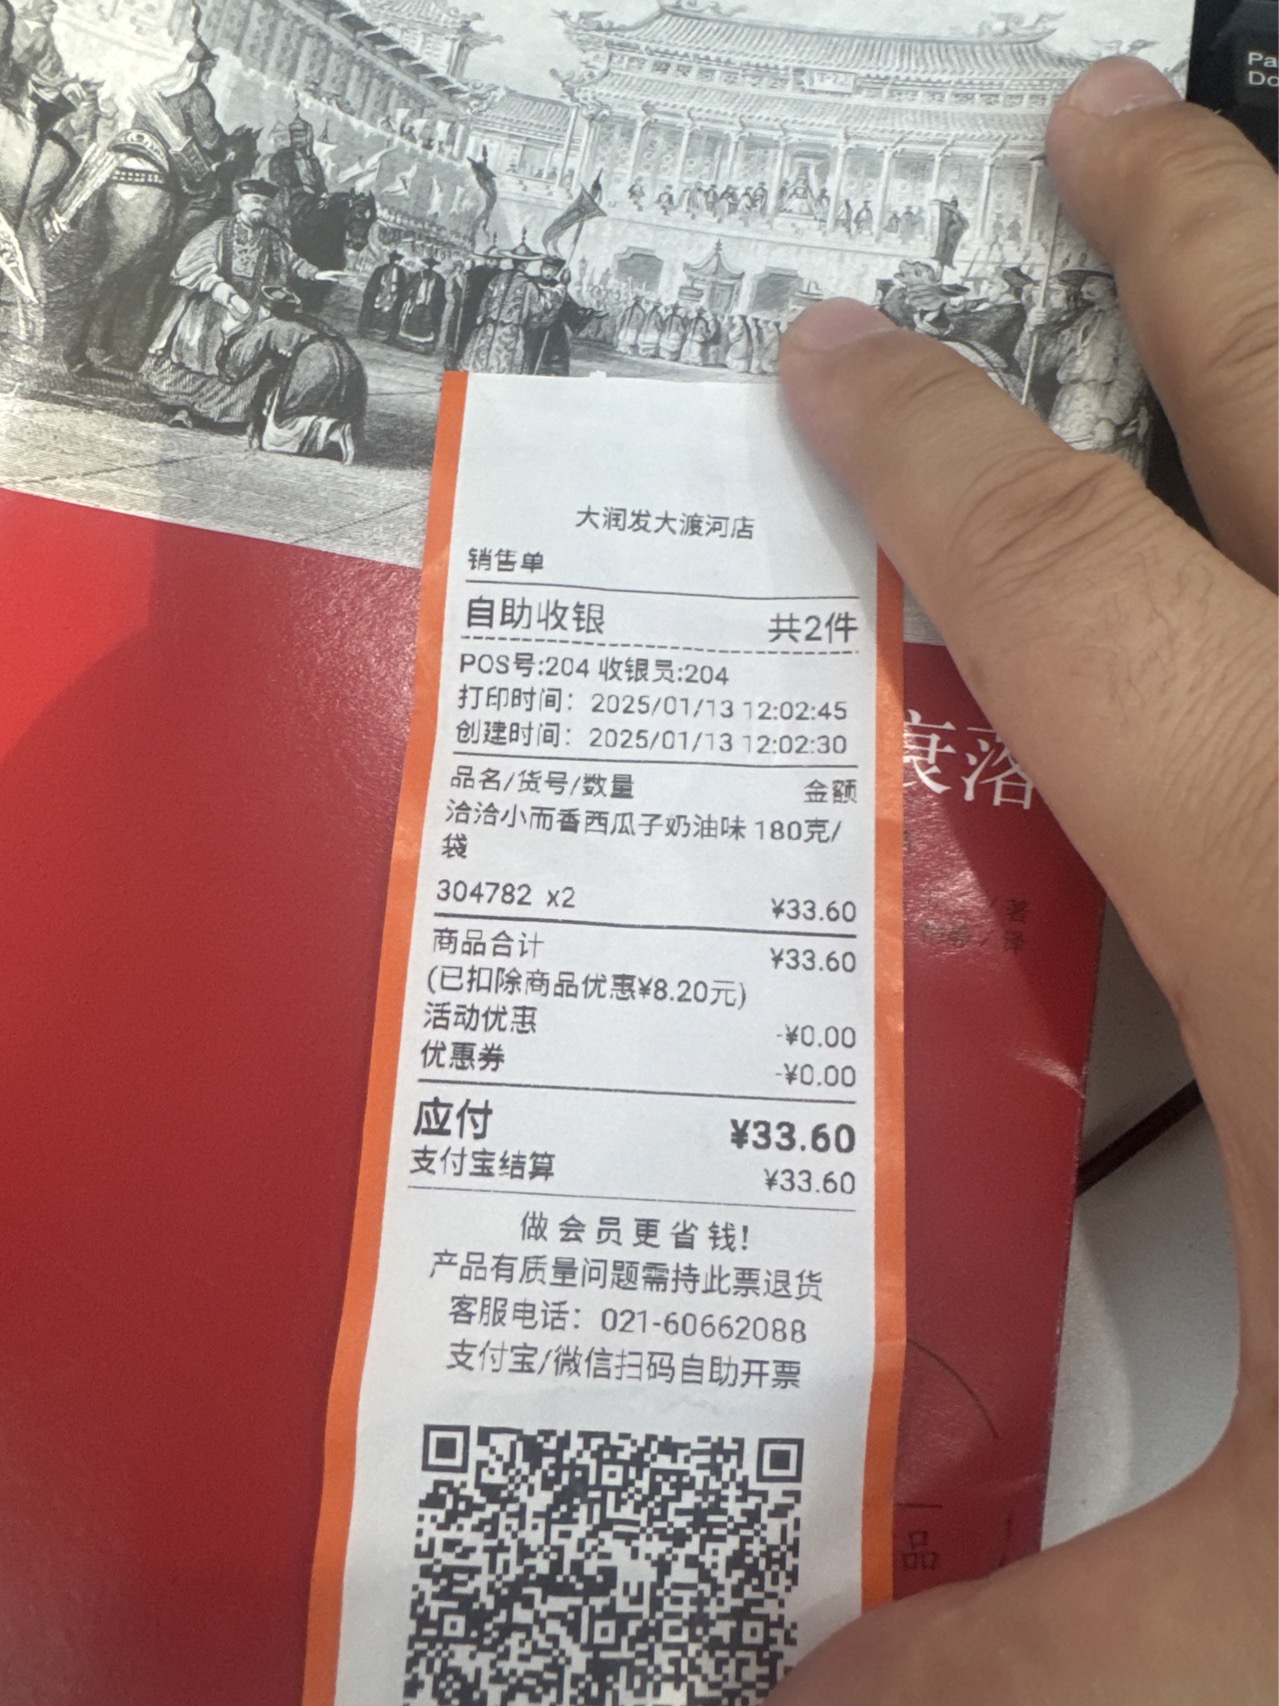 Pa
Do
大润发大渡河店
销售单
自助收银 共2件
POS号:204 收银员:204
打印时间: 2025/01/13 12:02:45
创建时间: 2025/01/13 12:02:30
品名/货号/数量 金额
洽洽小而香西瓜子奶油味 180克/
袋
304782 x2 ¥33.60
商品合计 ¥33.60
(已扣除商品优惠¥8.20元)
活动优惠 -¥0.00
优惠券 -¥0.00
应付 ¥33.60
支付宝结算 ¥33.60
做会员更省钱!
产品有质量问题需持此票退货
客服电话: 021-60662088
支付宝/微信扫码自助开票
衰落
/ 著
/ 译
品